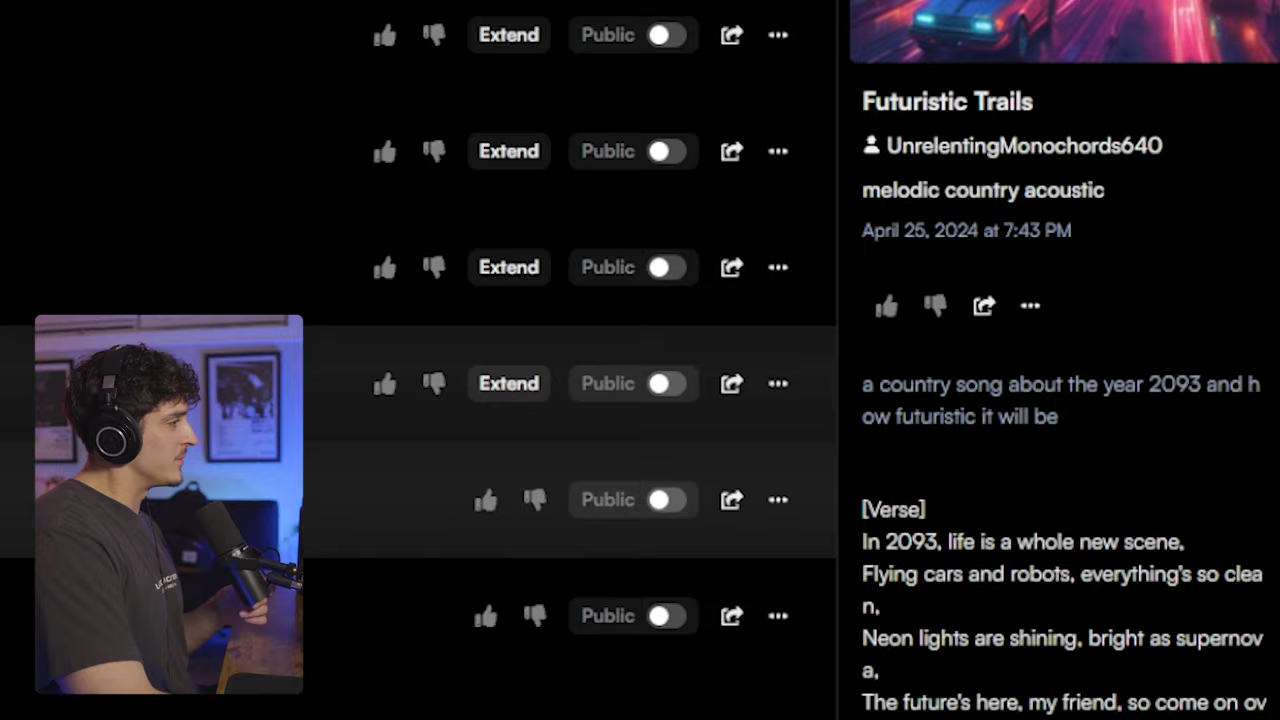 Extend Public
Extend Public
Extend Public
Extend Public
Public
Public
Futuristic Trails
UnrelentingMonochords640
melodic country acoustic
April 25, 2024 at 7:43 PM
a country song about the year 2093 and h
ow futuristic it will be
[Verse]
In 2093, life is a whole new scene,
Flying cars and robots, everything's so clea
n,
Neon lights are shining, bright as supernov
a,
The future's here, my friend, so come on ov